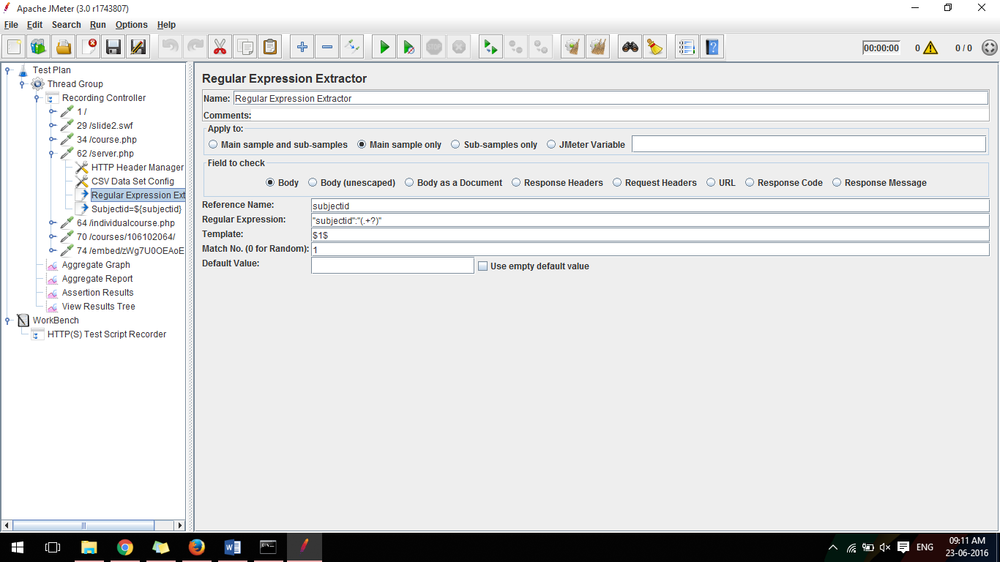 Apache JMeter (3.0 r1743807)
File Edit Search Run Options Help
00:00:00 0 0 / 0
Test Plan
Thread Group
Recording Controller
1 /
29 /slide2.swf
34 /course.php
62 /server.php
HTTP Header Manager
CSV Data Set Config
Regular Expression Ext
Subjectid=${subjectid}
64 /individualcourse.php
70 /courses/106102064/
74 /embed/zWg7U0OEAoE
Aggregate Graph
Aggregate Report
Assertion Results
View Results Tree
WorkBench
HTTP(S) Test Script Recorder
Regular Expression Extractor
Name: Regular Expression Extractor
Comments:
Apply to:
Main sample and sub-samples Main sample only Sub-samples only JMeter Variable
Field to check
Body Body (unescaped) Body as a Document Response Headers Request Headers URL Response Code Response Message
Reference Name: subjectid
Regular Expression: "subjectid":"(.+?)"
Template: $1$
Match No. (0 for Random): 1
Default Value: Use empty default value
ENG
09:11 AM
23-06-2016